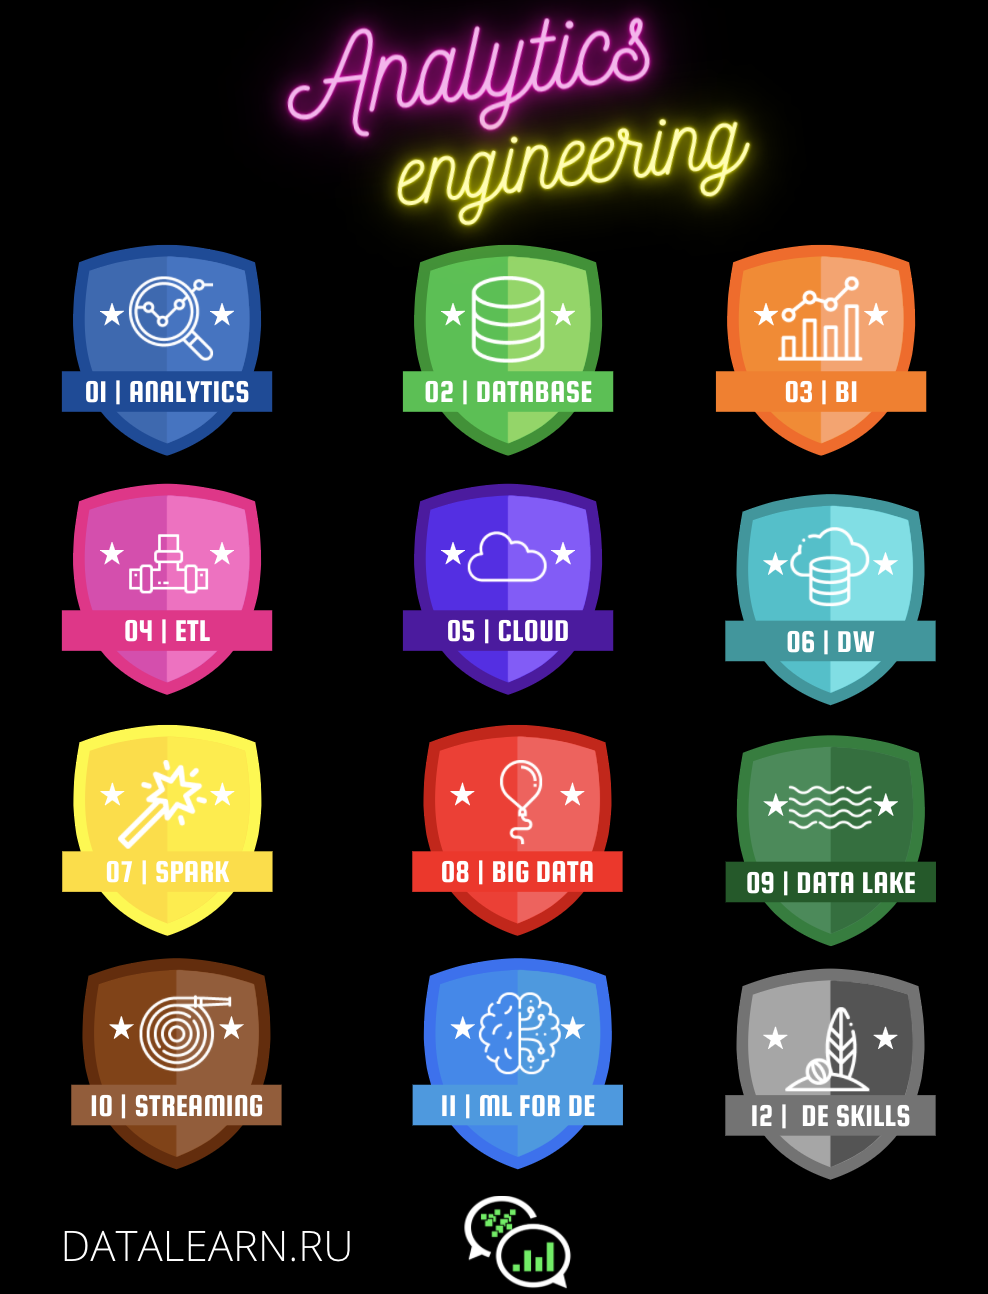 Analytics
engineering
01 | ANALYTICS
02 | DATABASE
03 | BI
04 | ETL
05 | CLOUD
06 | DW
07 | SPARK
08 | BIG DATA
09 | DATA LAKE
10 | STREAMING
11 | ML FOR DE
12 | DE SKILLS
DATALEARN.RU